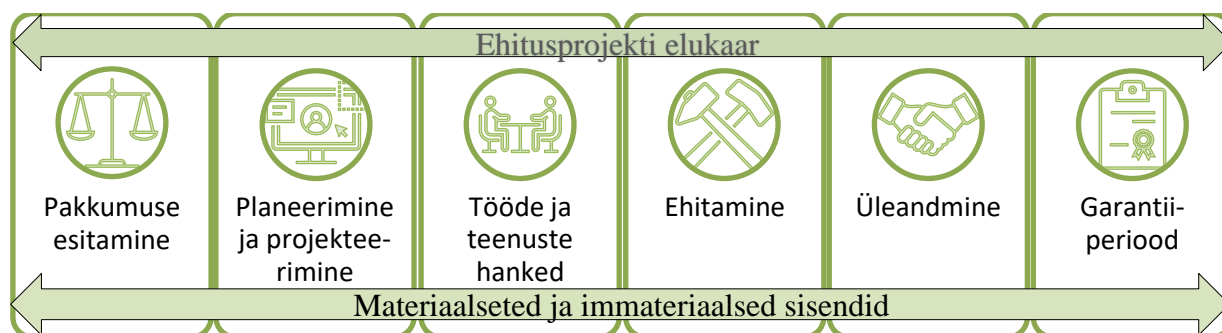 Ehitusprojekti elukaar
Pakkumuse
esitamine
Planeerimine
ja projektee-
rimine
Tööde ja
teenuste
hanked
Ehitamine
Üleandmine
Garantii-
periood
Materiaalseted ja immateriaalsed sisendid